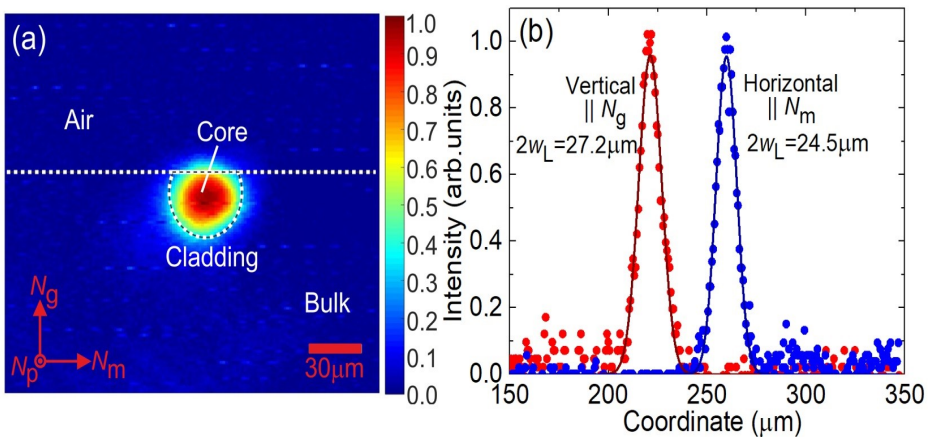 (a)
Air
Core
Cladding
Bulk
Ng
Np
Nm
30μm
1.0
0.9
0.8
0.7
0.6
0.5
0.4
0.3
0.2
0.1
0.0
Intensity (arb.units)
(b)
1.0
0.8
0.6
0.4
0.2
0.0
Vertical
|| Ng
2wL=27.2μm
Horizontal
|| Nm
2wL=24.5μm
150 200 250 300 350
Coordinate (μm)